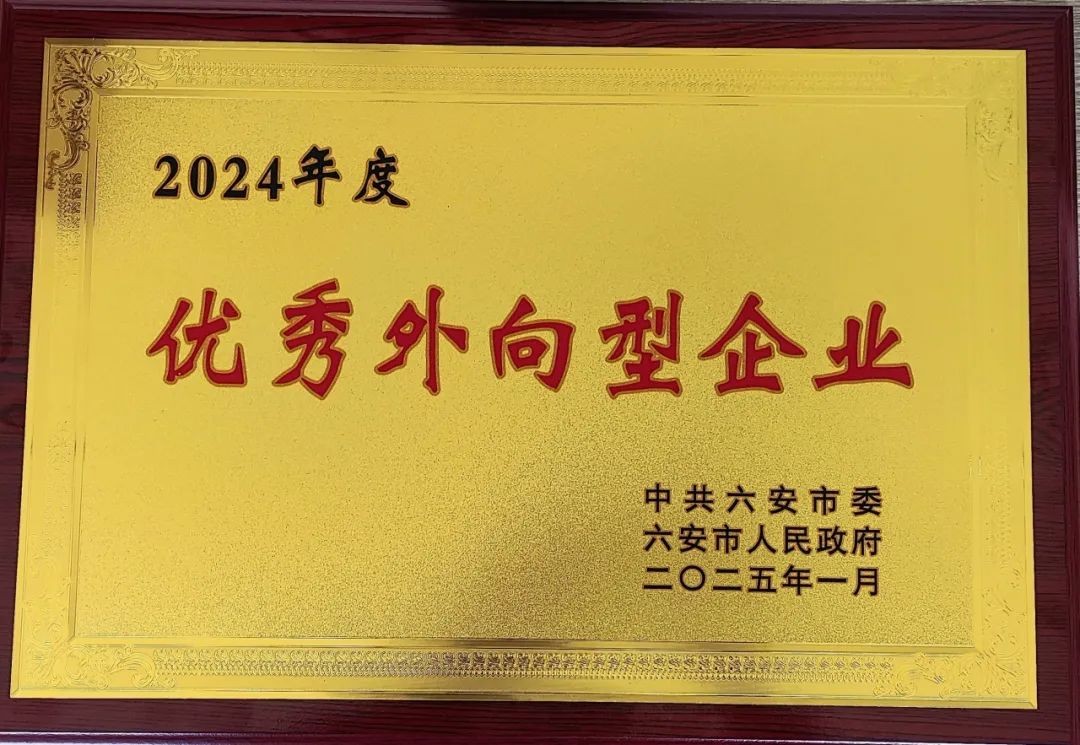 2024年度
优秀外向型企业
中共六安市委
六安市人民政府
二〇二五年一月